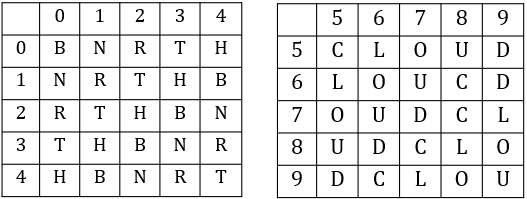 0 1 2 3 4
0 B N R T H
1 N R T H B
2 R T H B N
3 T H B N R
4 H B N R T
5 6 7 8 9
5 C L O U D
6 L O U C D
7 O U D C L
8 U D C L O
9 D C L O U